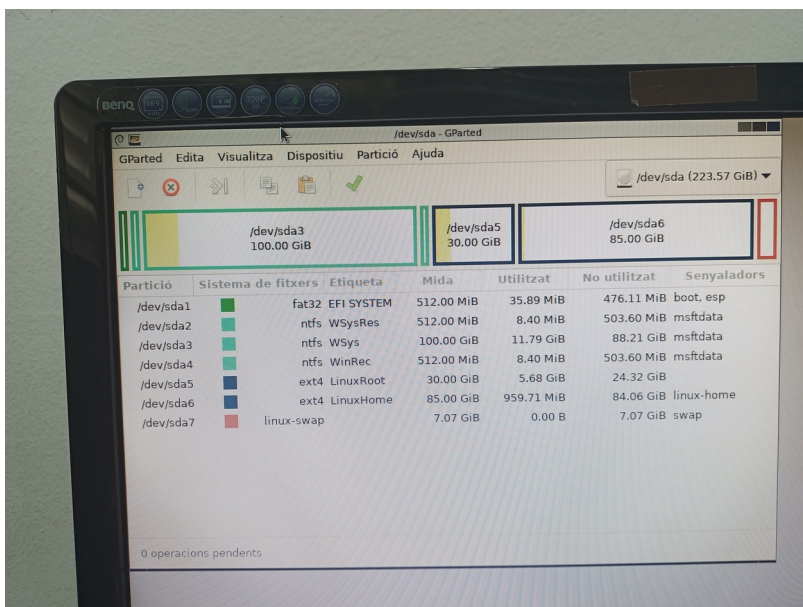 BenQ 16:9 720P
/dev/sda - GParted
GParted Edita Visualitza Dispositiu Partició Ajuda
/dev/sda (223.57 GiB)
/dev/sda3
100.00 GiB
/dev/sda5
30.00 GiB
/dev/sda6
85.00 GiB
Partició Sistema de fitxers Etiqueta Mida Utilitzat No utilitzat Senyaladors
/dev/sda1 fat32 EFI SYSTEM 512.00 MiB 35.89 MiB 476.11 MiB boot, esp
/dev/sda2 ntfs WSysRes 512.00 MiB 8.40 MiB 503.60 MiB msftdata
/dev/sda3 ntfs WSys 100.00 GiB 11.79 GiB 88.21 GiB msftdata
/dev/sda4 ntfs WinRec 512.00 MiB 8.40 MiB 503.60 MiB msftdata
/dev/sda5 ext4 LinuxRoot 30.00 GiB 5.68 GiB 24.32 GiB
/dev/sda6 ext4 LinuxHome 85.00 GiB 959.71 MiB 84.06 GiB linux-home
/dev/sda7 linux-swap 7.07 GiB 0.00 B 7.07 GiB swap
0 operacions pendents